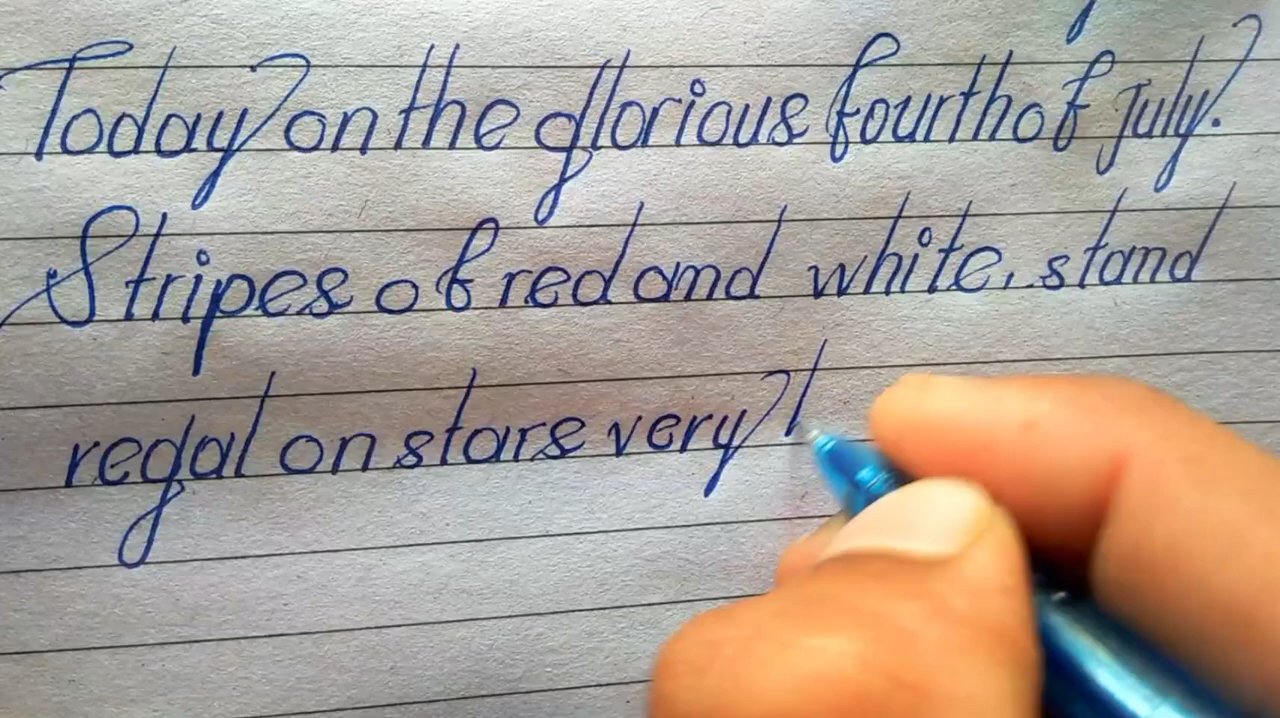 Today on the glorious fourth of July.
Stripes of red and white, stand
regal on stars very